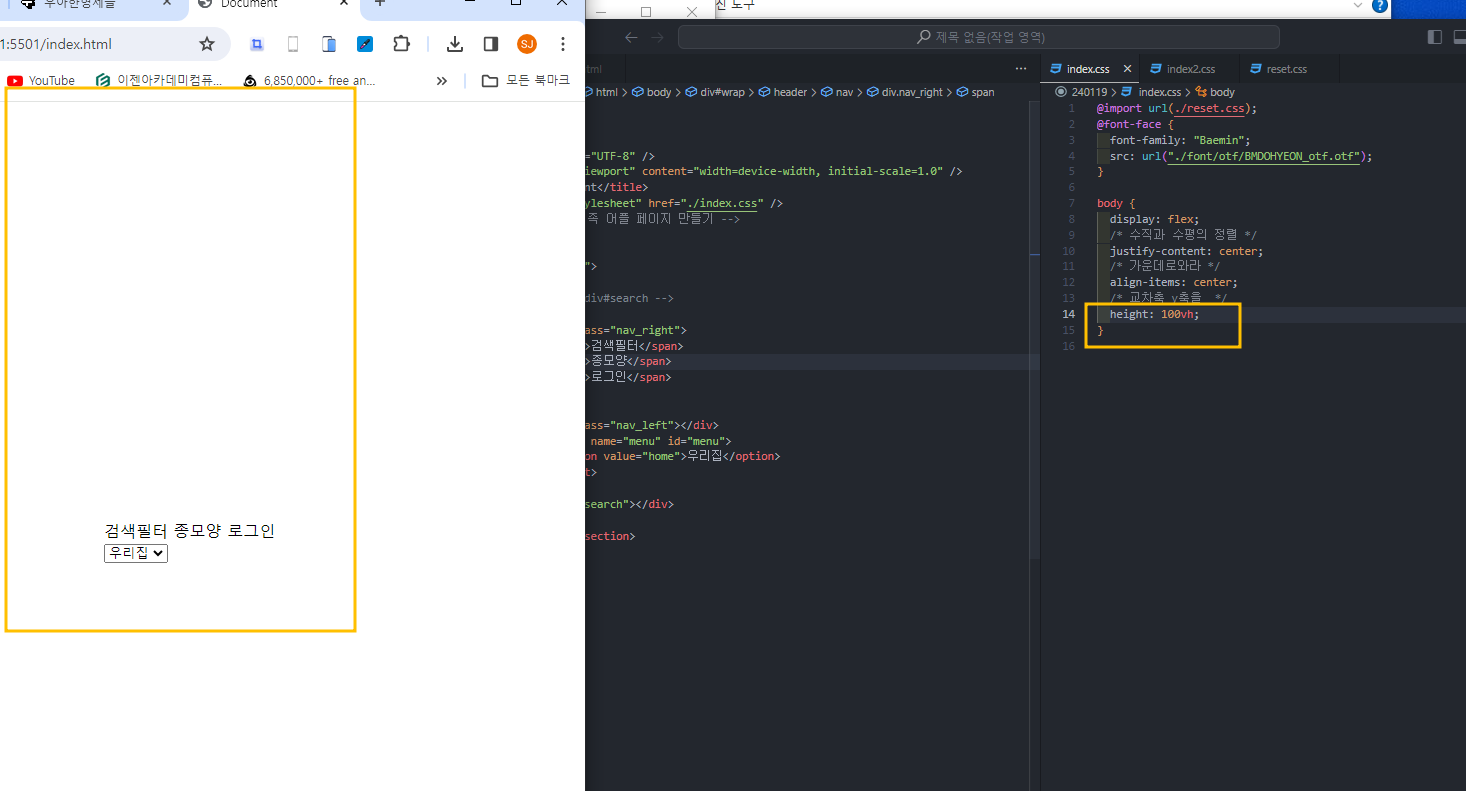 우아한형제들
Document
1:5501/index.html
SJ
YouTube
이젠아카데미컴퓨...
6,850,000+ free an...
»
모든 북마크
검색필터 종모양 로그인
우리집
신 도구
제목 없음(작업 영역)
html
html > body > div#wrap > header > nav > div.nav_right > span
="UTF-8" />
iewport" content="width=device-width, initial-scale=1.0" />
nt</title>
ylesheet" href="./index.css" />
즉 어플 페이지 만들기 -->
">
div#search -->
ass="nav_right">
>검색필터</span>
>종모양</span>
>로그인</span>
ass="nav_left"></div>
name="menu" id="menu">
on value="home">우리집</option>
t>
search"></div>
section>
index.css
index2.css
reset.css
240119 > index.css > body
1 @import url(./reset.css);
2 @font-face {
3 font-family: "Baemin";
4 src: url("./font/otf/BMDOHYEON_otf.otf");
5 }
6
7 body {
8 display: flex;
9 /* 수직과 수평의 정렬 */
10 justify-content: center;
11 /* 가운데로와라 */
12 align-items: center;
13 /* 교차축 y축을 */
14 height: 100vh;
15 }
16